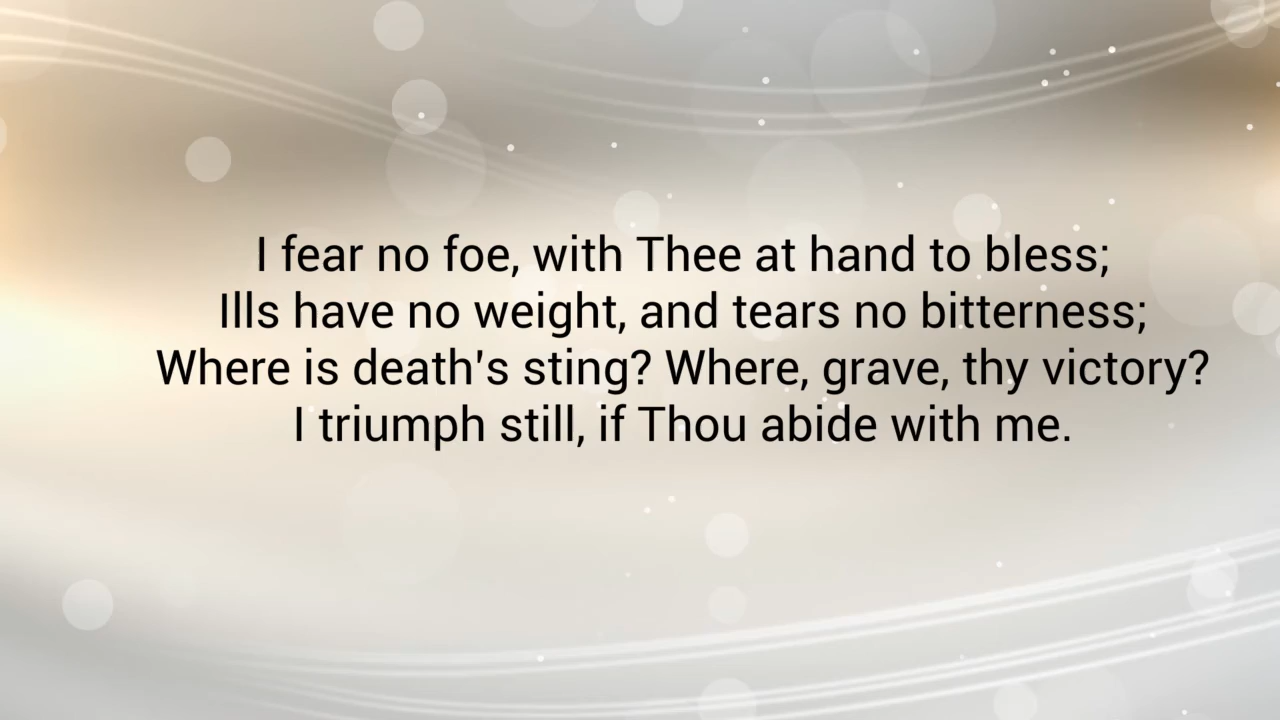 I fear no foe, with Thee at hand to bless;
Ills have no weight, and tears no bitterness;
Where is death's sting? Where, grave, thy victory?
I triumph still, if Thou abide with me.